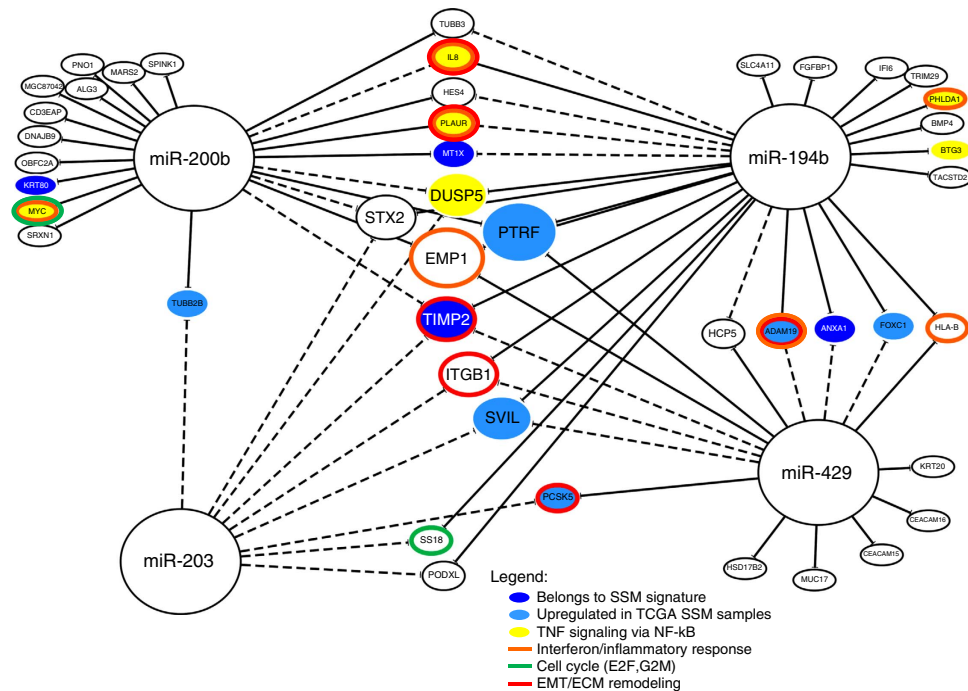 TUBB3
PNO1
SPINK1
MARS2
MGC87042
ALG3
IL8
SLC4A11
FGFBP1
IFI6
TRIM29
CD3EAP
HES4
PHLDA1
DNAJB9
PLAUR
BMP4
miR-200b
MT1X
miR-194b
BTG3
OBFC2A
TACSTD2
KRT80
DUSP5
MYC
STX2
PTRF
SRXN1
EMP1
TUBB2B
TIMP2
HCP5
ADAM19
ANXA1
FOXC1
HLA-B
ITGB1
SVIL
miR-429
KRT20
PCSK5
CEACAM16
SS18
miR-203
PODXL
HSD17B2
MUC17
CEACAM15
Legend:
Belongs to SSM signature
Upregulated in TCGA SSM samples
TNF signaling via NF-kB
Interferon/inflammatory response
Cell cycle (E2F,G2M)
EMT/ECM remodeling